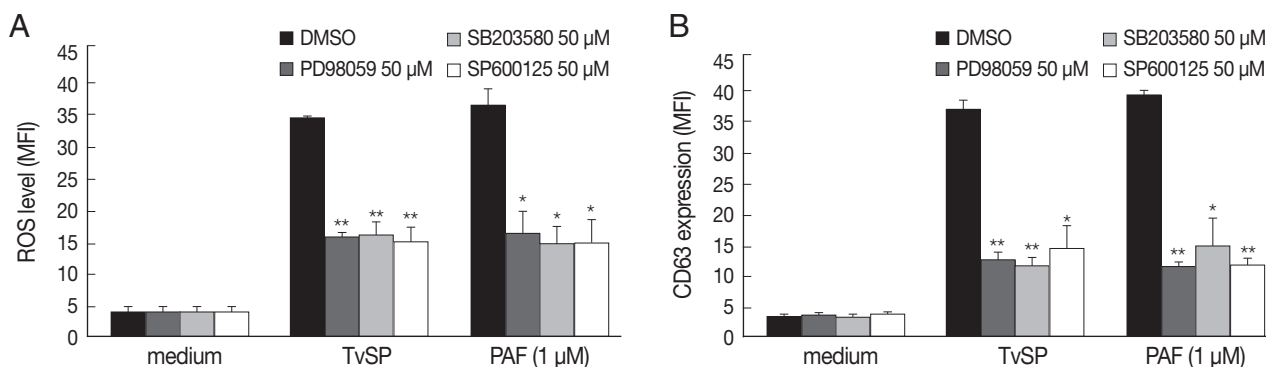 A
B
DMSO
SB203580 50 µM
PD98059 50 µM
SP600125 50 µM
ROS level (MFI)
45
40
35
30
25
20
15
10
5
0
** ** **
* * *
medium TvSP PAF (1 µM)
DMSO
SB203580 50 µM
PD98059 50 µM
SP600125 50 µM
CD63 expression (MFI)
45
40
35
30
25
20
15
10
5
0
** ** *
** * **
medium TvSP PAF (1 µM)